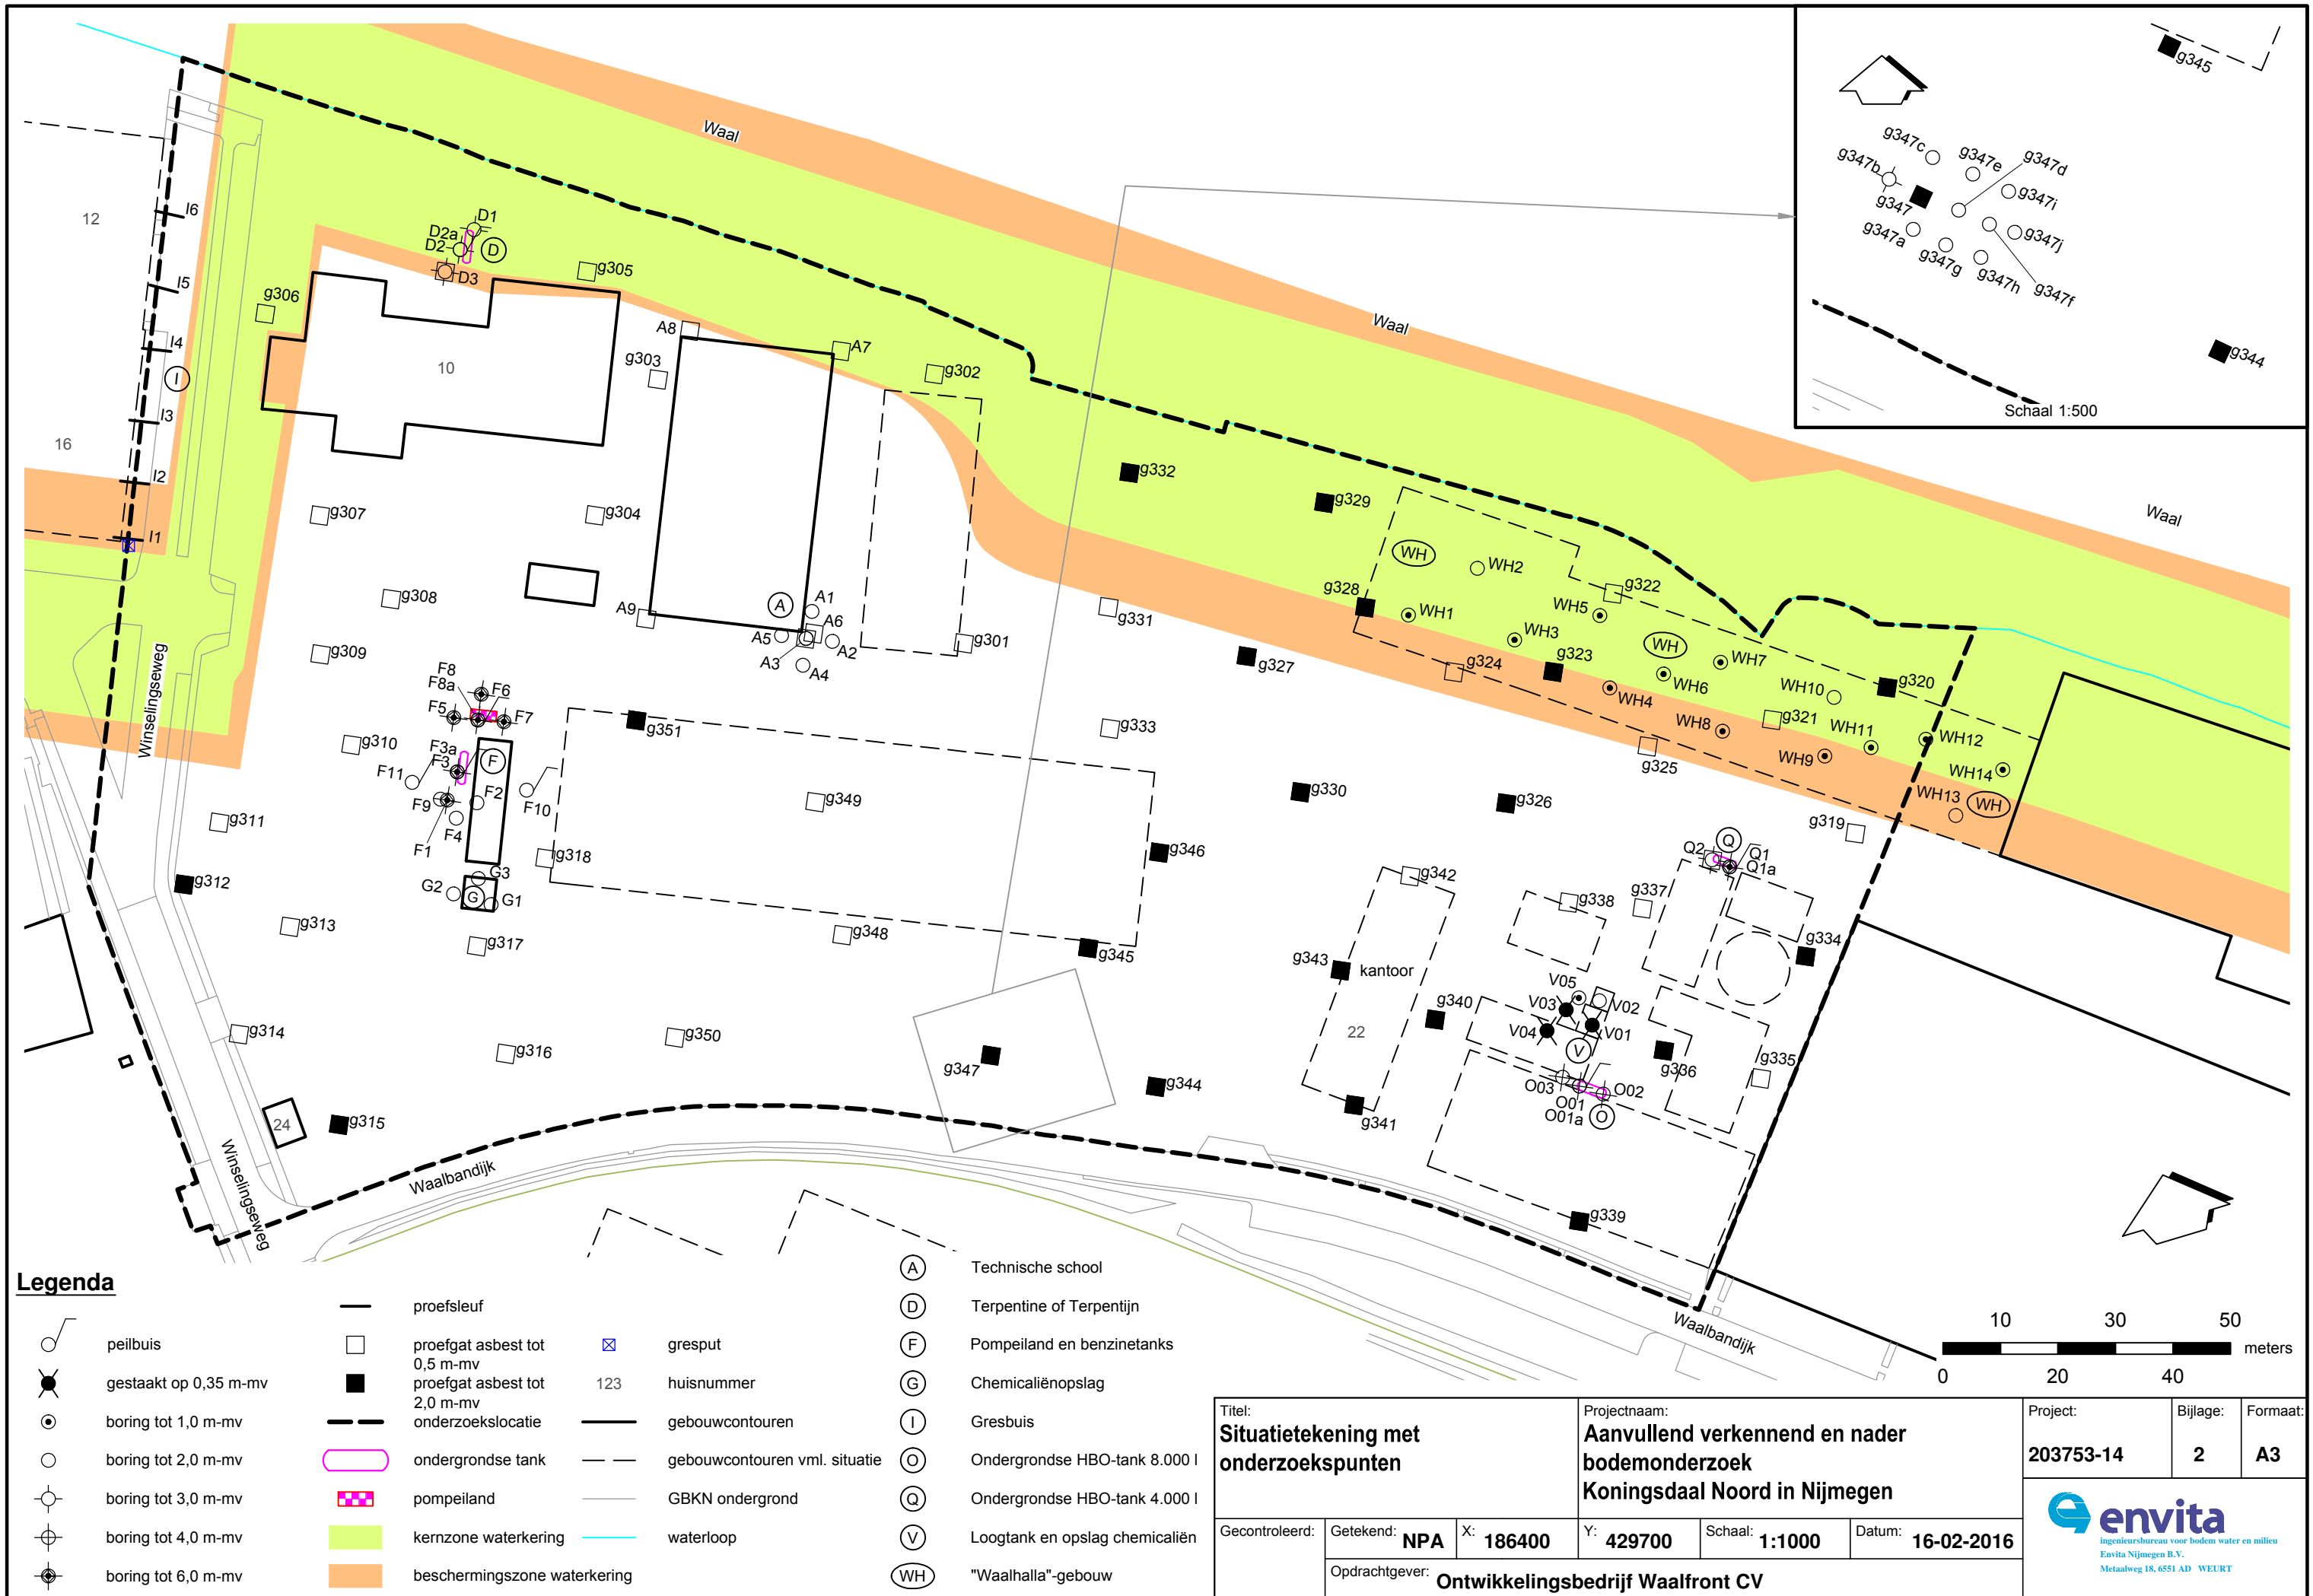 Waal
Waal
Waal
g345
g347c
g347e
g347d
g347b
g347i
g347
g347a
g347j
g347g
g347h
g347f
g344
Schaal 1:500
12
I6
I5
I4
I
I3
16
I2
I1
D1
D2a
D2
D
D3
g305
g306
10
A8
A7
g303
g302
g307
g304
g332
g329
WH
WH2
g322
g328
WH1
WH5
WH3
g308
A9
A
A1
A6
A5
A2
A3
A4
g301
g331
g309
g327
g324
g323
WH
WH7
WH6
WH4
WH10
g320
g321
WH8
WH11
WH12
WH9
WH14
WH13
WH
g325
Winselingseweg
F8
F8a
F6
F5
F7
g351
g333
g310
F3a
F3
F
F11
F2
F9
F10
F4
F1
g349
g330
g326
g319
g311
g318
g346
Q
Q2
Q1
Q1a
g312
G3
G2
G
G1
g342
g338
g337
g313
g317
g348
g345
g343
kantoor
g334
g340
V05
V03
V02
V04
V01
V
22
g314
g316
g350
g347
g344
g336
g335
O03
O01
O02
O01a
O
g341
24
g315
g339
Winselingseweg
Waalbandijk
Waalbandijk
Legenda
peilbuis
gestaakt op 0,35 m-mv
boring tot 1,0 m-mv
boring tot 2,0 m-mv
boring tot 3,0 m-mv
boring tot 4,0 m-mv
boring tot 6,0 m-mv
proefsleuf
proefgat asbest tot
0,5 m-mv
proefgat asbest tot
2,0 m-mv
onderzoekslocatie
ondergrondse tank
pompeiland
kernzone waterkering
beschermingszone waterkering
gresput
123 huisnummer
gebouwcontouren
gebouwcontouren vml. situatie
GBKN ondergrond
waterloop
A Technische school
D Terpentine of Terpentijn
F Pompeiland en benzinetanks
G Chemicaliënopslag
I Gresbuis
O Ondergrondse HBO-tank 8.000 l
Q Ondergrondse HBO-tank 4.000 l
V Loogtank en opslag chemicaliën
WH "Waalhalla"-gebouw
10 30 50
meters
0 20 40
Titel:
Situatietekening met
onderzoekspunten
Projectnaam:
Aanvullend verkennend en nader
bodemonderzoek
Koningsdaal Noord in Nijmegen
Project:
203753-14
Bijlage:
2
Formaat:
A3
Gecontroleerd:
Getekend: NPA
X: 186400
Y: 429700
Schaal: 1:1000
Datum: 16-02-2016
Opdrachtgever: Ontwikkelingsbedrijf Waalfront CV
envita
ingenieursbureau voor bodem water en milieu
Envita Nijmegen B.V.
Metaalweg 18, 6551 AD WEURT